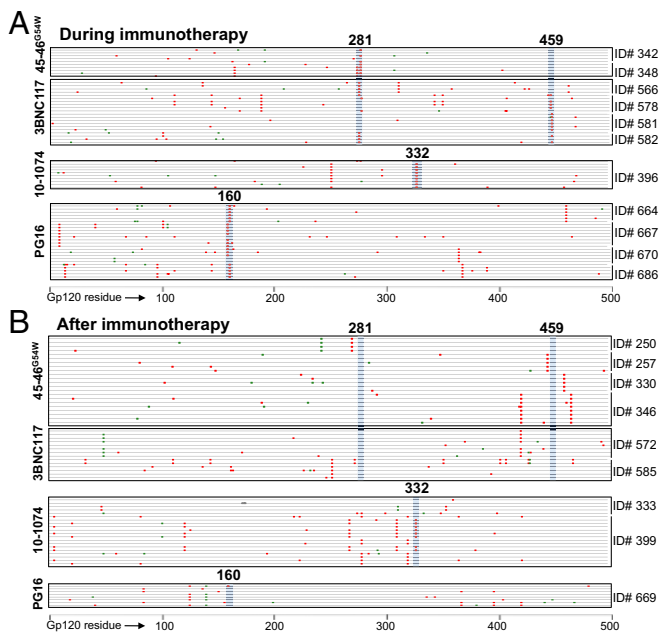 A
During immunotherapy
281
459
45-46G54W
ID# 342
ID# 348
3BNC117
ID# 566
ID# 578
ID# 581
ID# 582
332
10-1074
ID# 396
160
PG16
ID# 664
ID# 667
ID# 670
ID# 686
Gp120 residue → 100 200 300 400 500
B
After immunotherapy
281
459
45-46G54W
ID# 250
ID# 257
ID# 330
ID# 346
3BNC117
ID# 572
ID# 585
332
10-1074
ID# 333
ID# 399
160
PG16
ID# 669
Gp120 residue → 100 200 300 400 500